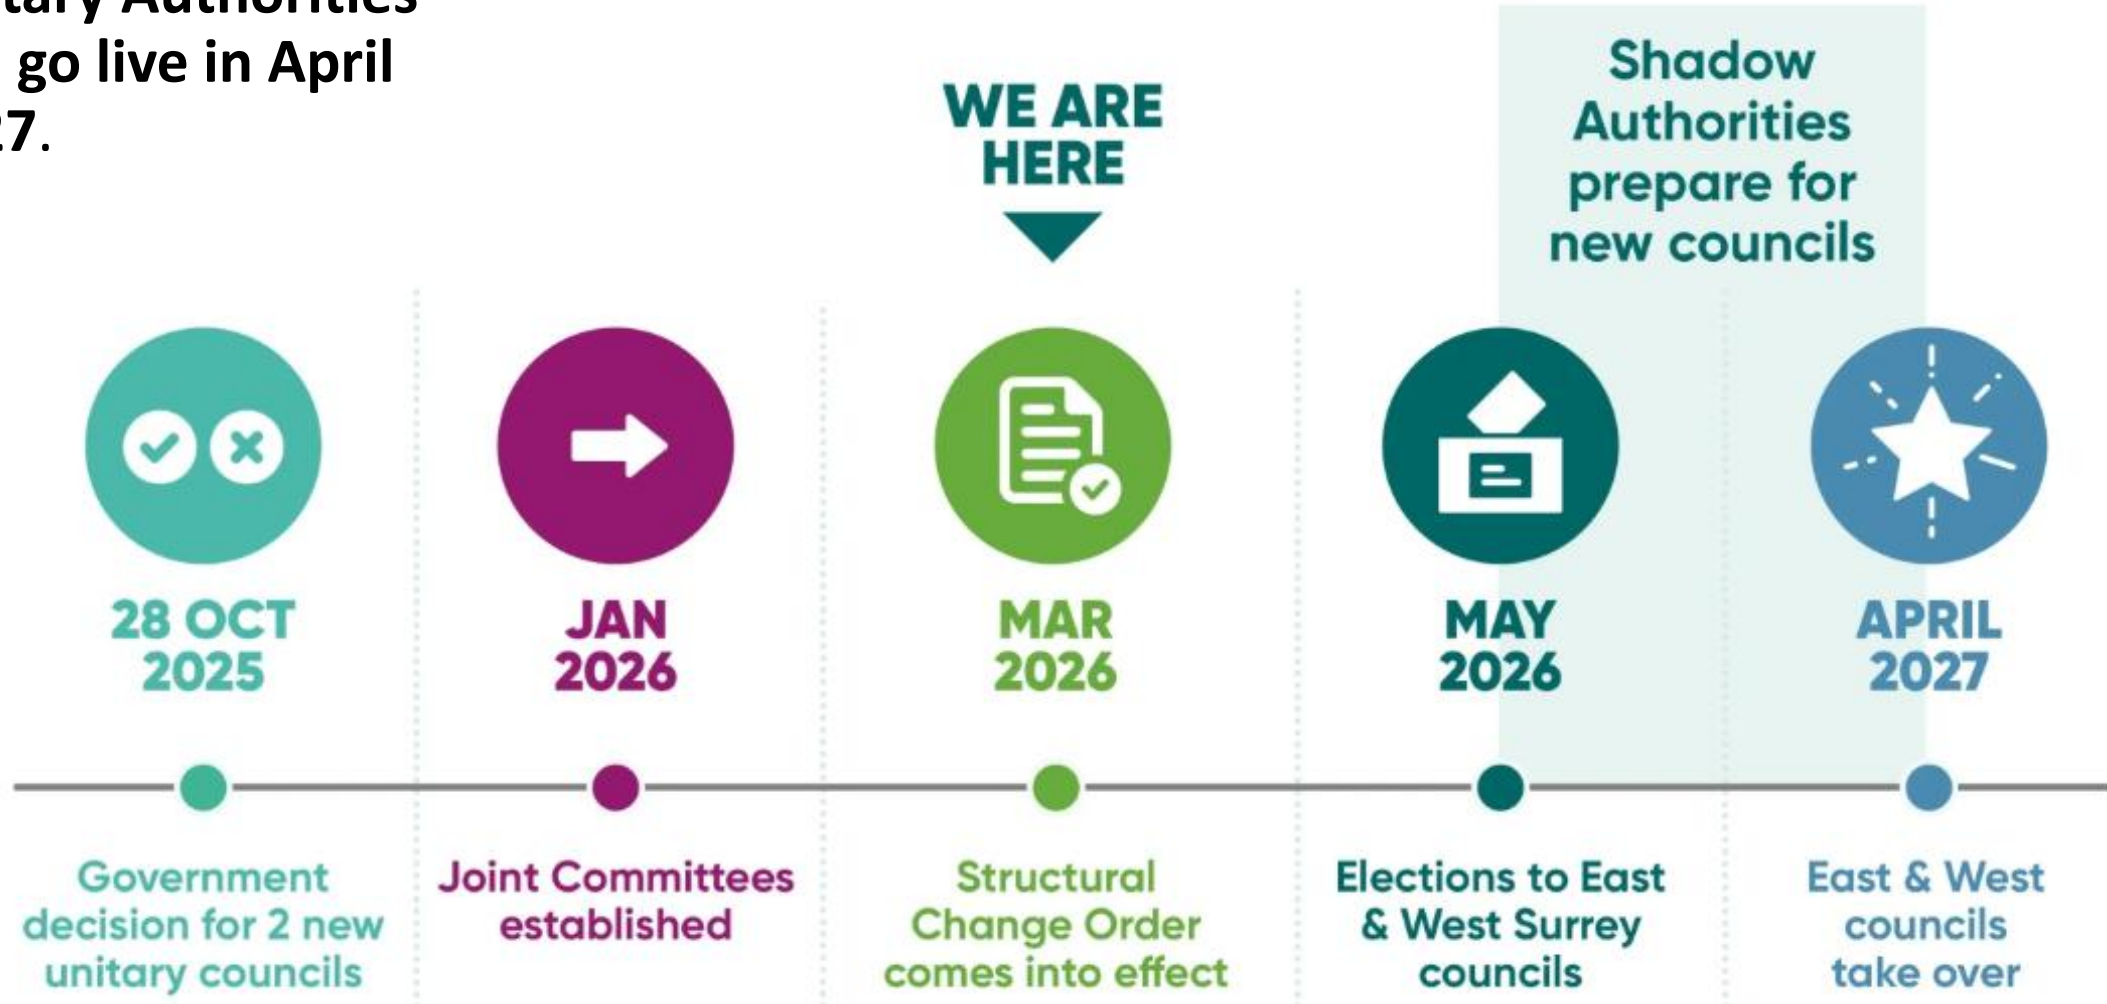 go live in April
WE ARE
HERE
Shadow
Authorities
prepare for
new councils
28 OCT
2025
JAN
2026
MAR
2026
MAY
2026
APRIL
2027
Government
decision for 2 new
unitary councils
Joint Committees
established
Structural
Change Order
comes into effect
Elections to East
& West Surrey
councils
East & West
councils
take over